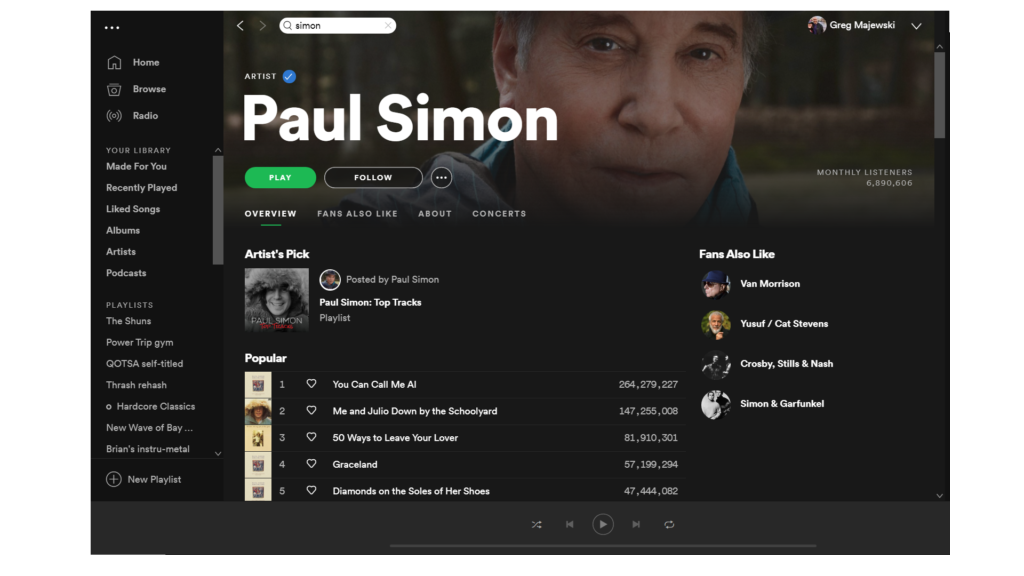 simon
Greg Majewski
Home
Browse
Radio
YOUR LIBRARY
Made For You
Recently Played
Liked Songs
Albums
Artists
Podcasts
PLAYLISTS
The Shuns
Power Trip gym
QOTSA self-titled
Thrash rehash
Hardcore Classics
New Wave of Bay ...
Brian's instru-metal
New Playlist
ARTIST
Paul Simon
PLAY
FOLLOW
MONTHLY LISTENERS
6,890,606
OVERVIEW FANS ALSO LIKE ABOUT CONCERTS
Artist's Pick
PAUL SIMON
Posted by Paul Simon
Paul Simon: Top Tracks
Playlist
Popular
1 You Can Call Me Al 264,279,227
2 Me and Julio Down by the Schoolyard 147,255,008
3 50 Ways to Leave Your Lover 81,910,301
4 Graceland 57,199,294
5 Diamonds on the Soles of Her Shoes 47,444,082
Fans Also Like
Van Morrison
Yusuf / Cat Stevens
Crosby, Stills & Nash
Simon & Garfunkel